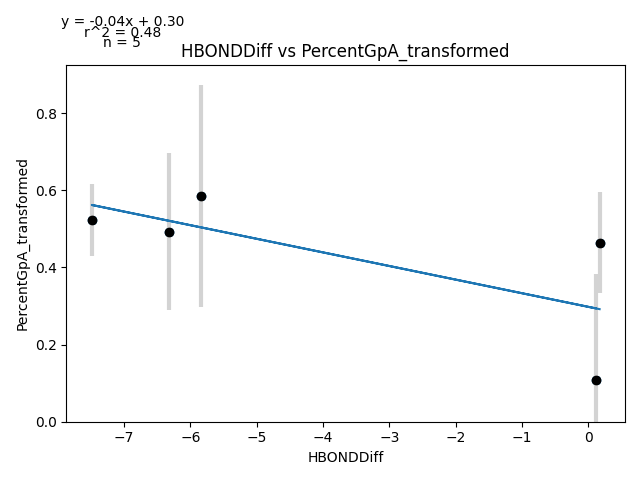 y = -0.04x + 0.30
r^2 = 0.48
n = 5
HBONDDiff vs PercentGpA_transformed
PercentGpA_transformed
0.8
0.6
0.4
0.2
0.0
−7
−6
−5
−4
−3
−2
−1
0
HBONDDiff